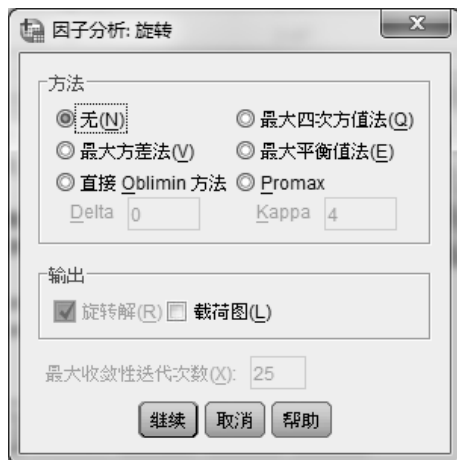 因子分析: 旋转
方法
无(N) 最大四次方值法(Q)
最大方差法(V) 最大平衡值法(E)
直接 Oblimin 方法 Promax
Delta 0 Kappa 4
输出
旋转解(R) 载荷图(L)
最大收敛性迭代次数(X): 25
继续 取消 帮助